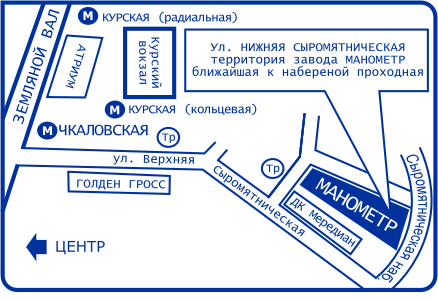 М КУРСКАЯ (радиальная)
ЗЕМЛЯНОЙ ВАЛ
АТРИУМ
Курский
вокзал
Ул. НИЖНЯЯ СЫРОМЯТНИЧЕСКАЯ
территория завода МАНОМЕТР
ближайшая к набереной проходная
М КУРСКАЯ (кольцевая)
М ЧКАЛОВСКАЯ
Тр
ул. Верхняя
Сыромятническая
Тр
ГОЛДЕН ГРОСС
МАНОМЕТР
ДК Меридиан
Сыромятническая наб
ЦЕНТР